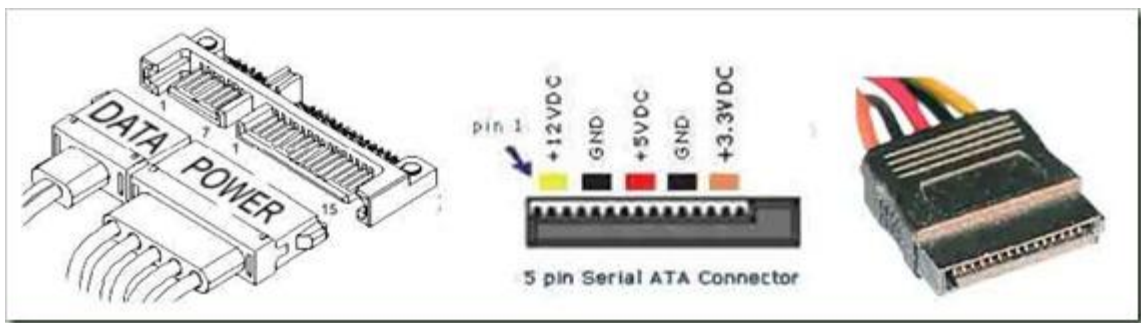 DATA
POWER
1
7
1
15
pin 1
+12VDC
GND
+5VDC
GND
+3.3VDC
5 pin Serial ATA Connector